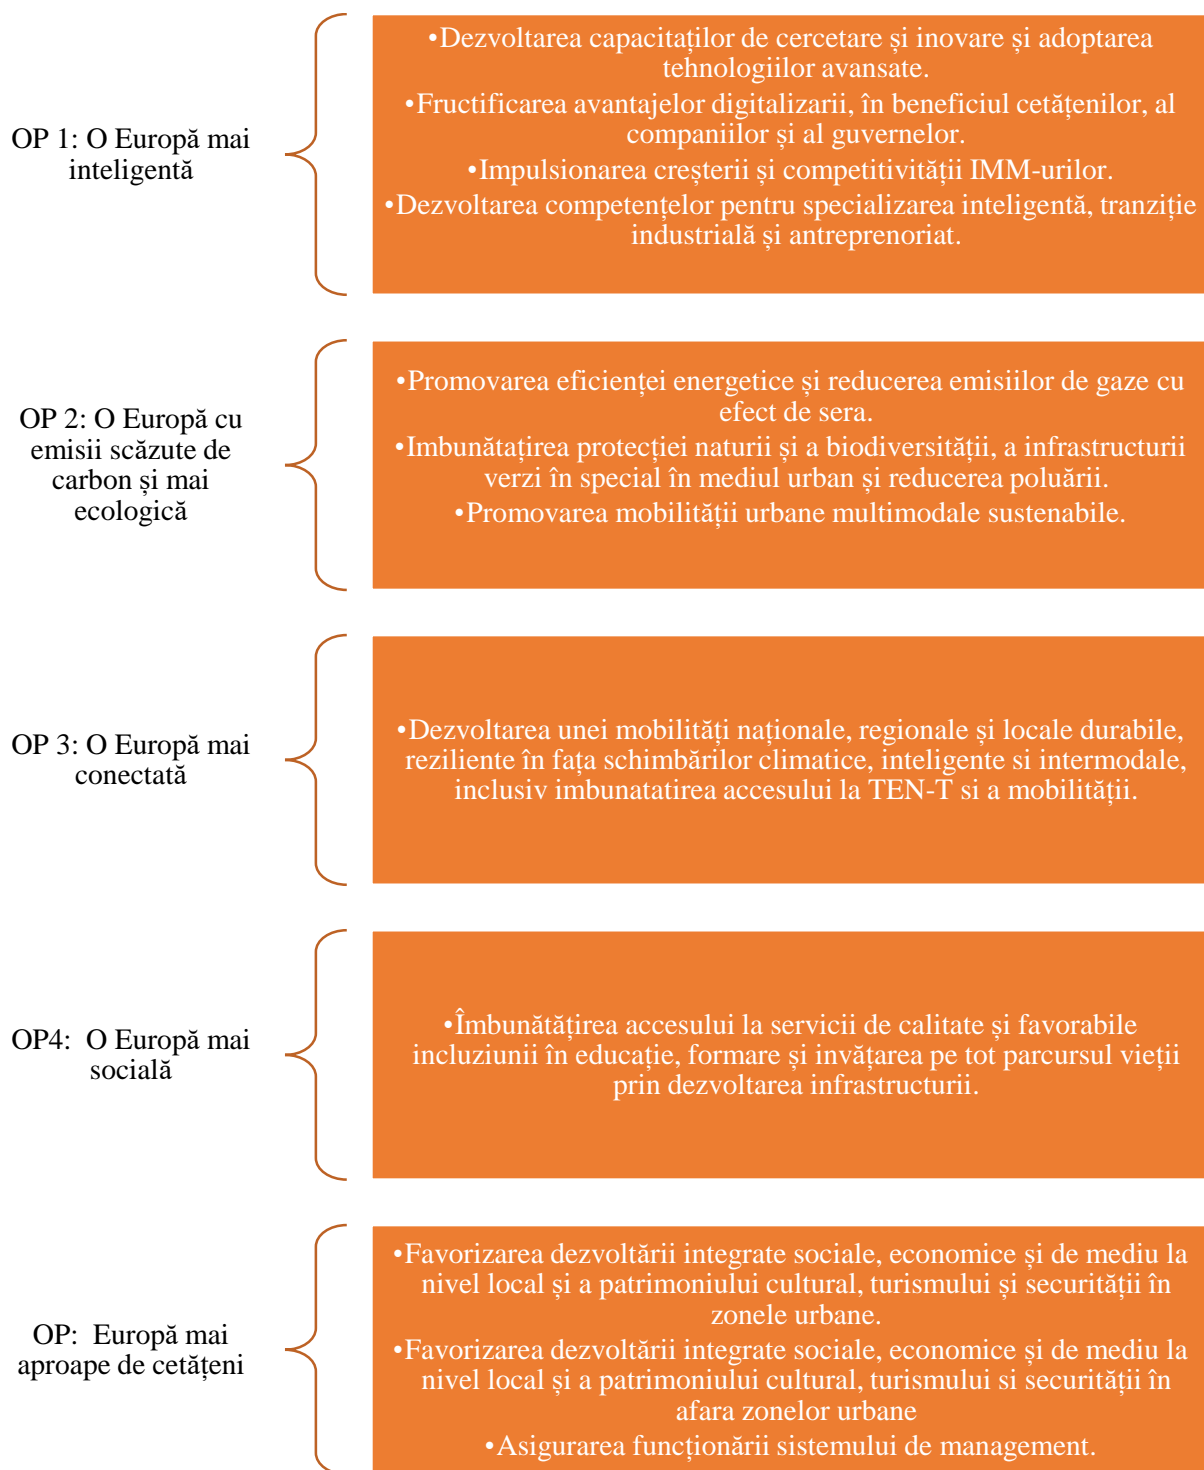 OP 1: O Europă mai
inteligentă
•Dezvoltarea capacitaților de cercetare și inovare și adoptarea
tehnologiilor avansate.
•Fructificarea avantajelor digitalizarii, în beneficiul cetățenilor, al
companiilor și al guvernelor.
•Impulsionarea creșterii și competitivității IMM-urilor.
•Dezvoltarea competențelor pentru specializarea inteligentă, tranziție
industrială și antreprenoriat.
OP 2: O Europă cu
emisii scăzute de
carbon și mai
ecologică
•Promovarea eficienței energetice și reducerea emisiilor de gaze cu
efect de sera.
•Imbunătațirea protecției naturii și a biodiversității, a infrastructurii
verzi în special în mediul urban și reducerea poluării.
•Promovarea mobilității urbane multimodale sustenabile.
OP 3: O Europă mai
conectată
•Dezvoltarea unei mobilități naționale, regionale și locale durabile,
reziliente în fața schimbărilor climatice, inteligente si intermodale,
inclusiv imbunatatirea accesului la TEN-T si a mobilității.
OP4:  O Europă mai
socială
•Îmbunătățirea accesului la servicii de calitate și favorabile
incluziunii în educație, formare și invățarea pe tot parcursul vieții
prin dezvoltarea infrastructurii.
OP:  Europă mai
aproape de cetățeni
•Favorizarea dezvoltării integrate sociale, economice și de mediu la
nivel local și a patrimoniului cultural, turismului și securității în
zonele urbane.
•Favorizarea dezvoltării integrate sociale, economice și de mediu la
nivel local și a patrimoniului cultural, turismului si securității în
afara zonelor urbane
•Asigurarea funcționării sistemului de management.